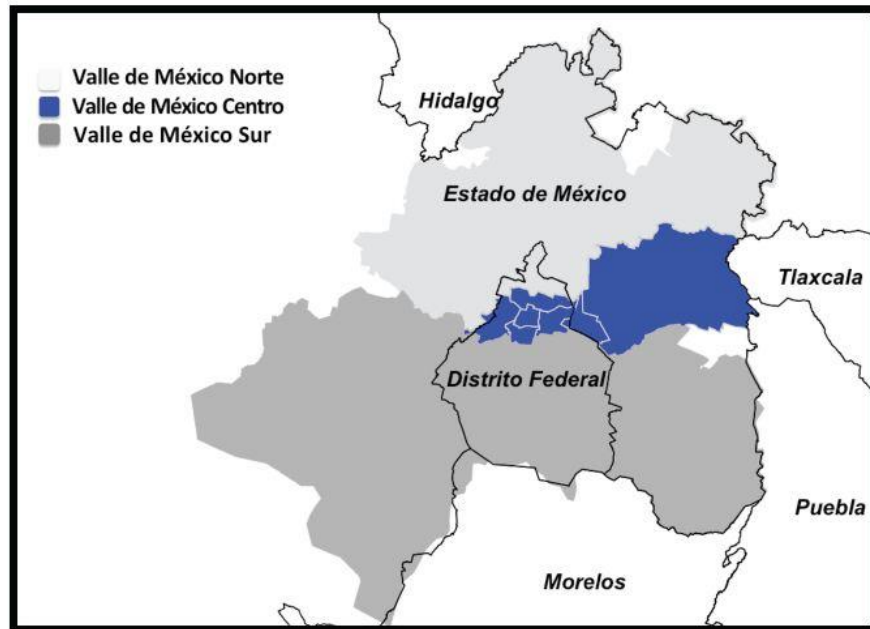 Valle de México Norte
Valle de México Centro
Valle de México Sur
Hidalgo
Estado de México
Tlaxcala
Distrito Federal
Puebla
Morelos